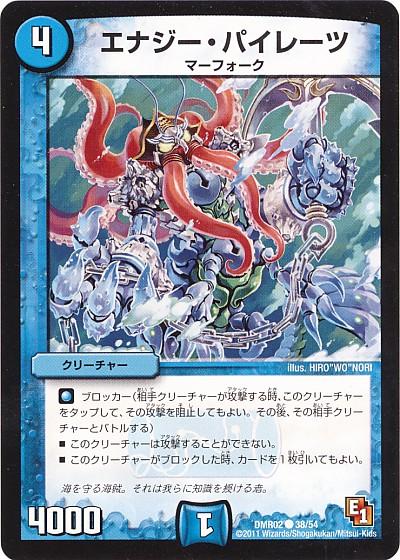 4
エナジー・パイレーツ
マーフォーク
illus. HIRO"WO"NORI
クリーチャー
ブロッカー(相手クリーチャーが攻撃する時、このクリーチャー
をタップして、その攻撃を阻止してもよい。その後、その相手クリー
チャーとバトルする)
■ このクリーチャーは攻撃することができない。
■ このクリーチャーがブロックした時、カードを1枚引いてもよい。
海を守る海賊。それは我らに知識を授ける壺。
4000
1
DMR02 ● 38/54
©2011 Wizards/Shogakukan/Mitsui-Kids
E1